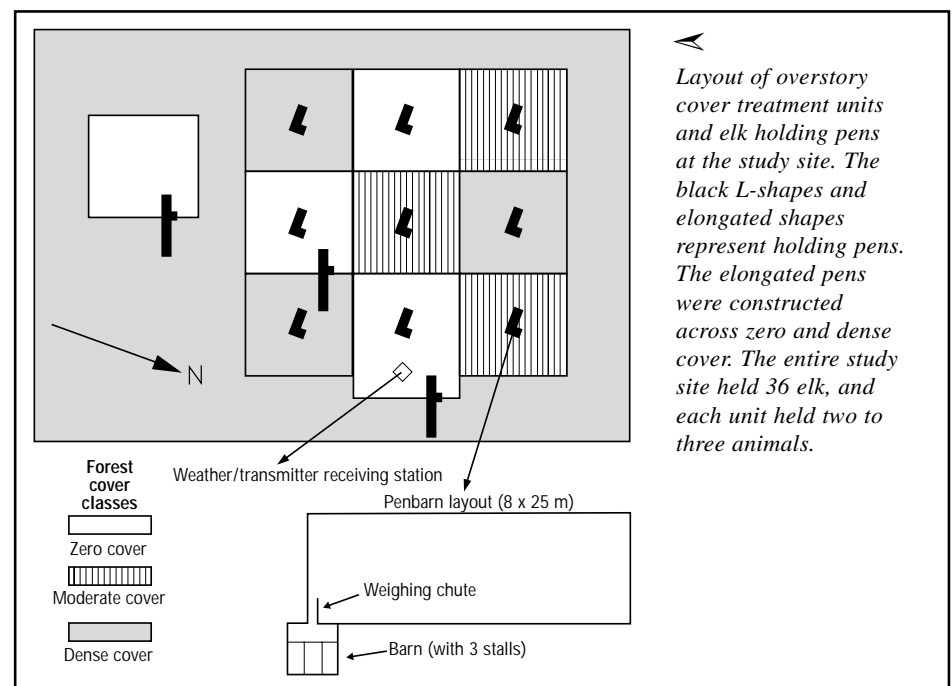 Layout of overstory
cover treatment units
and elk holding pens
at the study site. The
black L-shapes and
elongated shapes
represent holding pens.
The elongated pens
were constructed
across zero and dense
cover. The entire study
site held 36 elk, and
each unit held two to
three animals.
N
Weather/transmitter receiving station
Penbarn layout (8 x 25 m)
Forest
cover
classes
Zero cover
Moderate cover
Dense cover
Weighing chute
Barn (with 3 stalls)